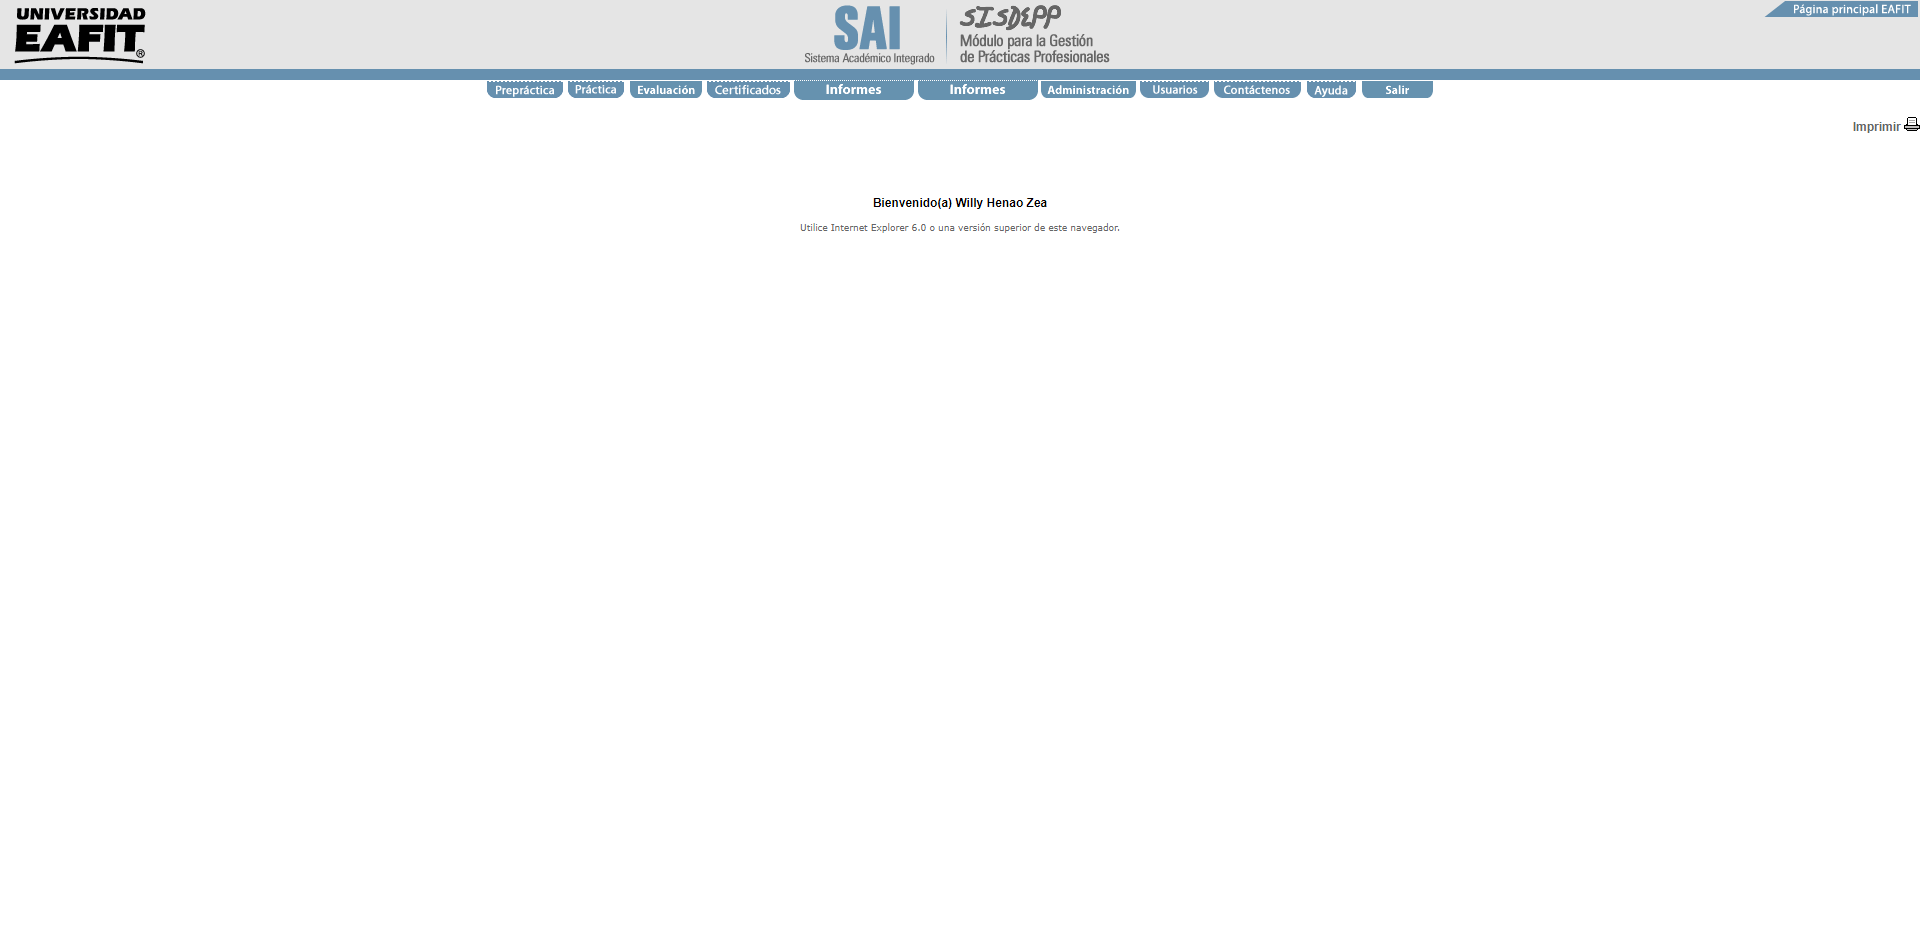 UNIVERSIDAD
EAFIT®
SAI
Sistema Académico Integrado
SISDEPP
Módulo para la Gestión
de Prácticas Profesionales
Página principal EAFIT
Prepráctica Práctica Evaluación Certificados Informes Informes Administración Usuarios Contáctenos Ayuda Salir
Imprimir
Bienvenido(a) Willy Henao Zea
Utilice Internet Explorer 6.0 o una versión superior de este navegador.